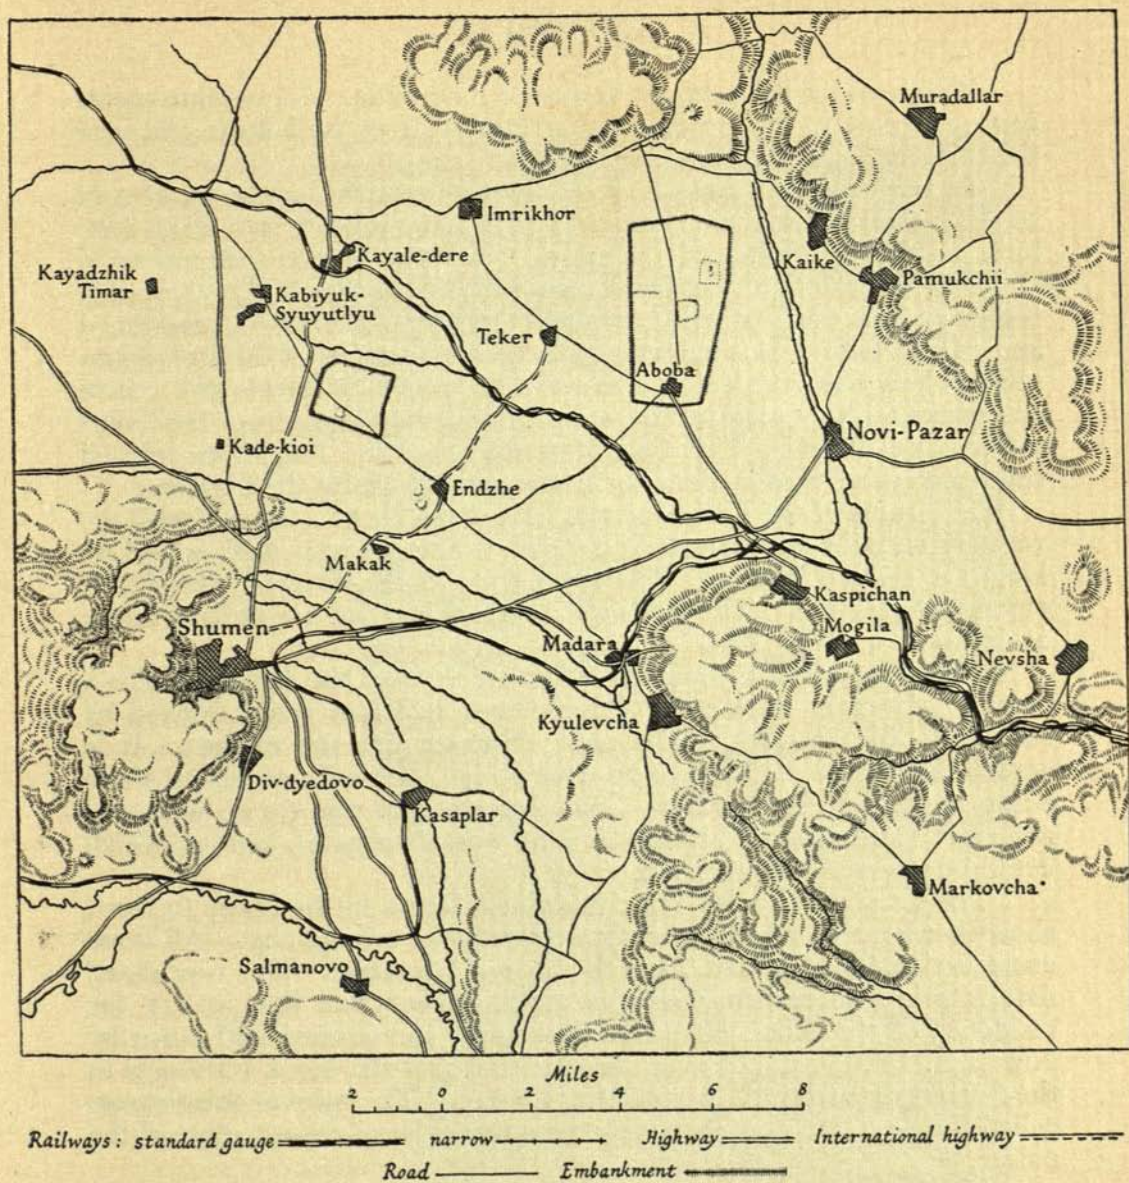 Muradallar
Imrikhor
Kayale-dere
Kaike
Kayadzhik
Timar
Pamukchii
Kabiyuk-
Syuyutlyu
Teker
Aboba
Novi-Pazar
Kade-kioi
Endzhe
Makak
Kaspichan
Shumen
Mogila
Madara
Nevsha
Kyulevcha
Div-dyedovo
Kasaplar
Markovcha
Salmanovo
Miles
2 0 2 4 6 8
Railways: standard gauge narrow Highway International highway
Road Embankment